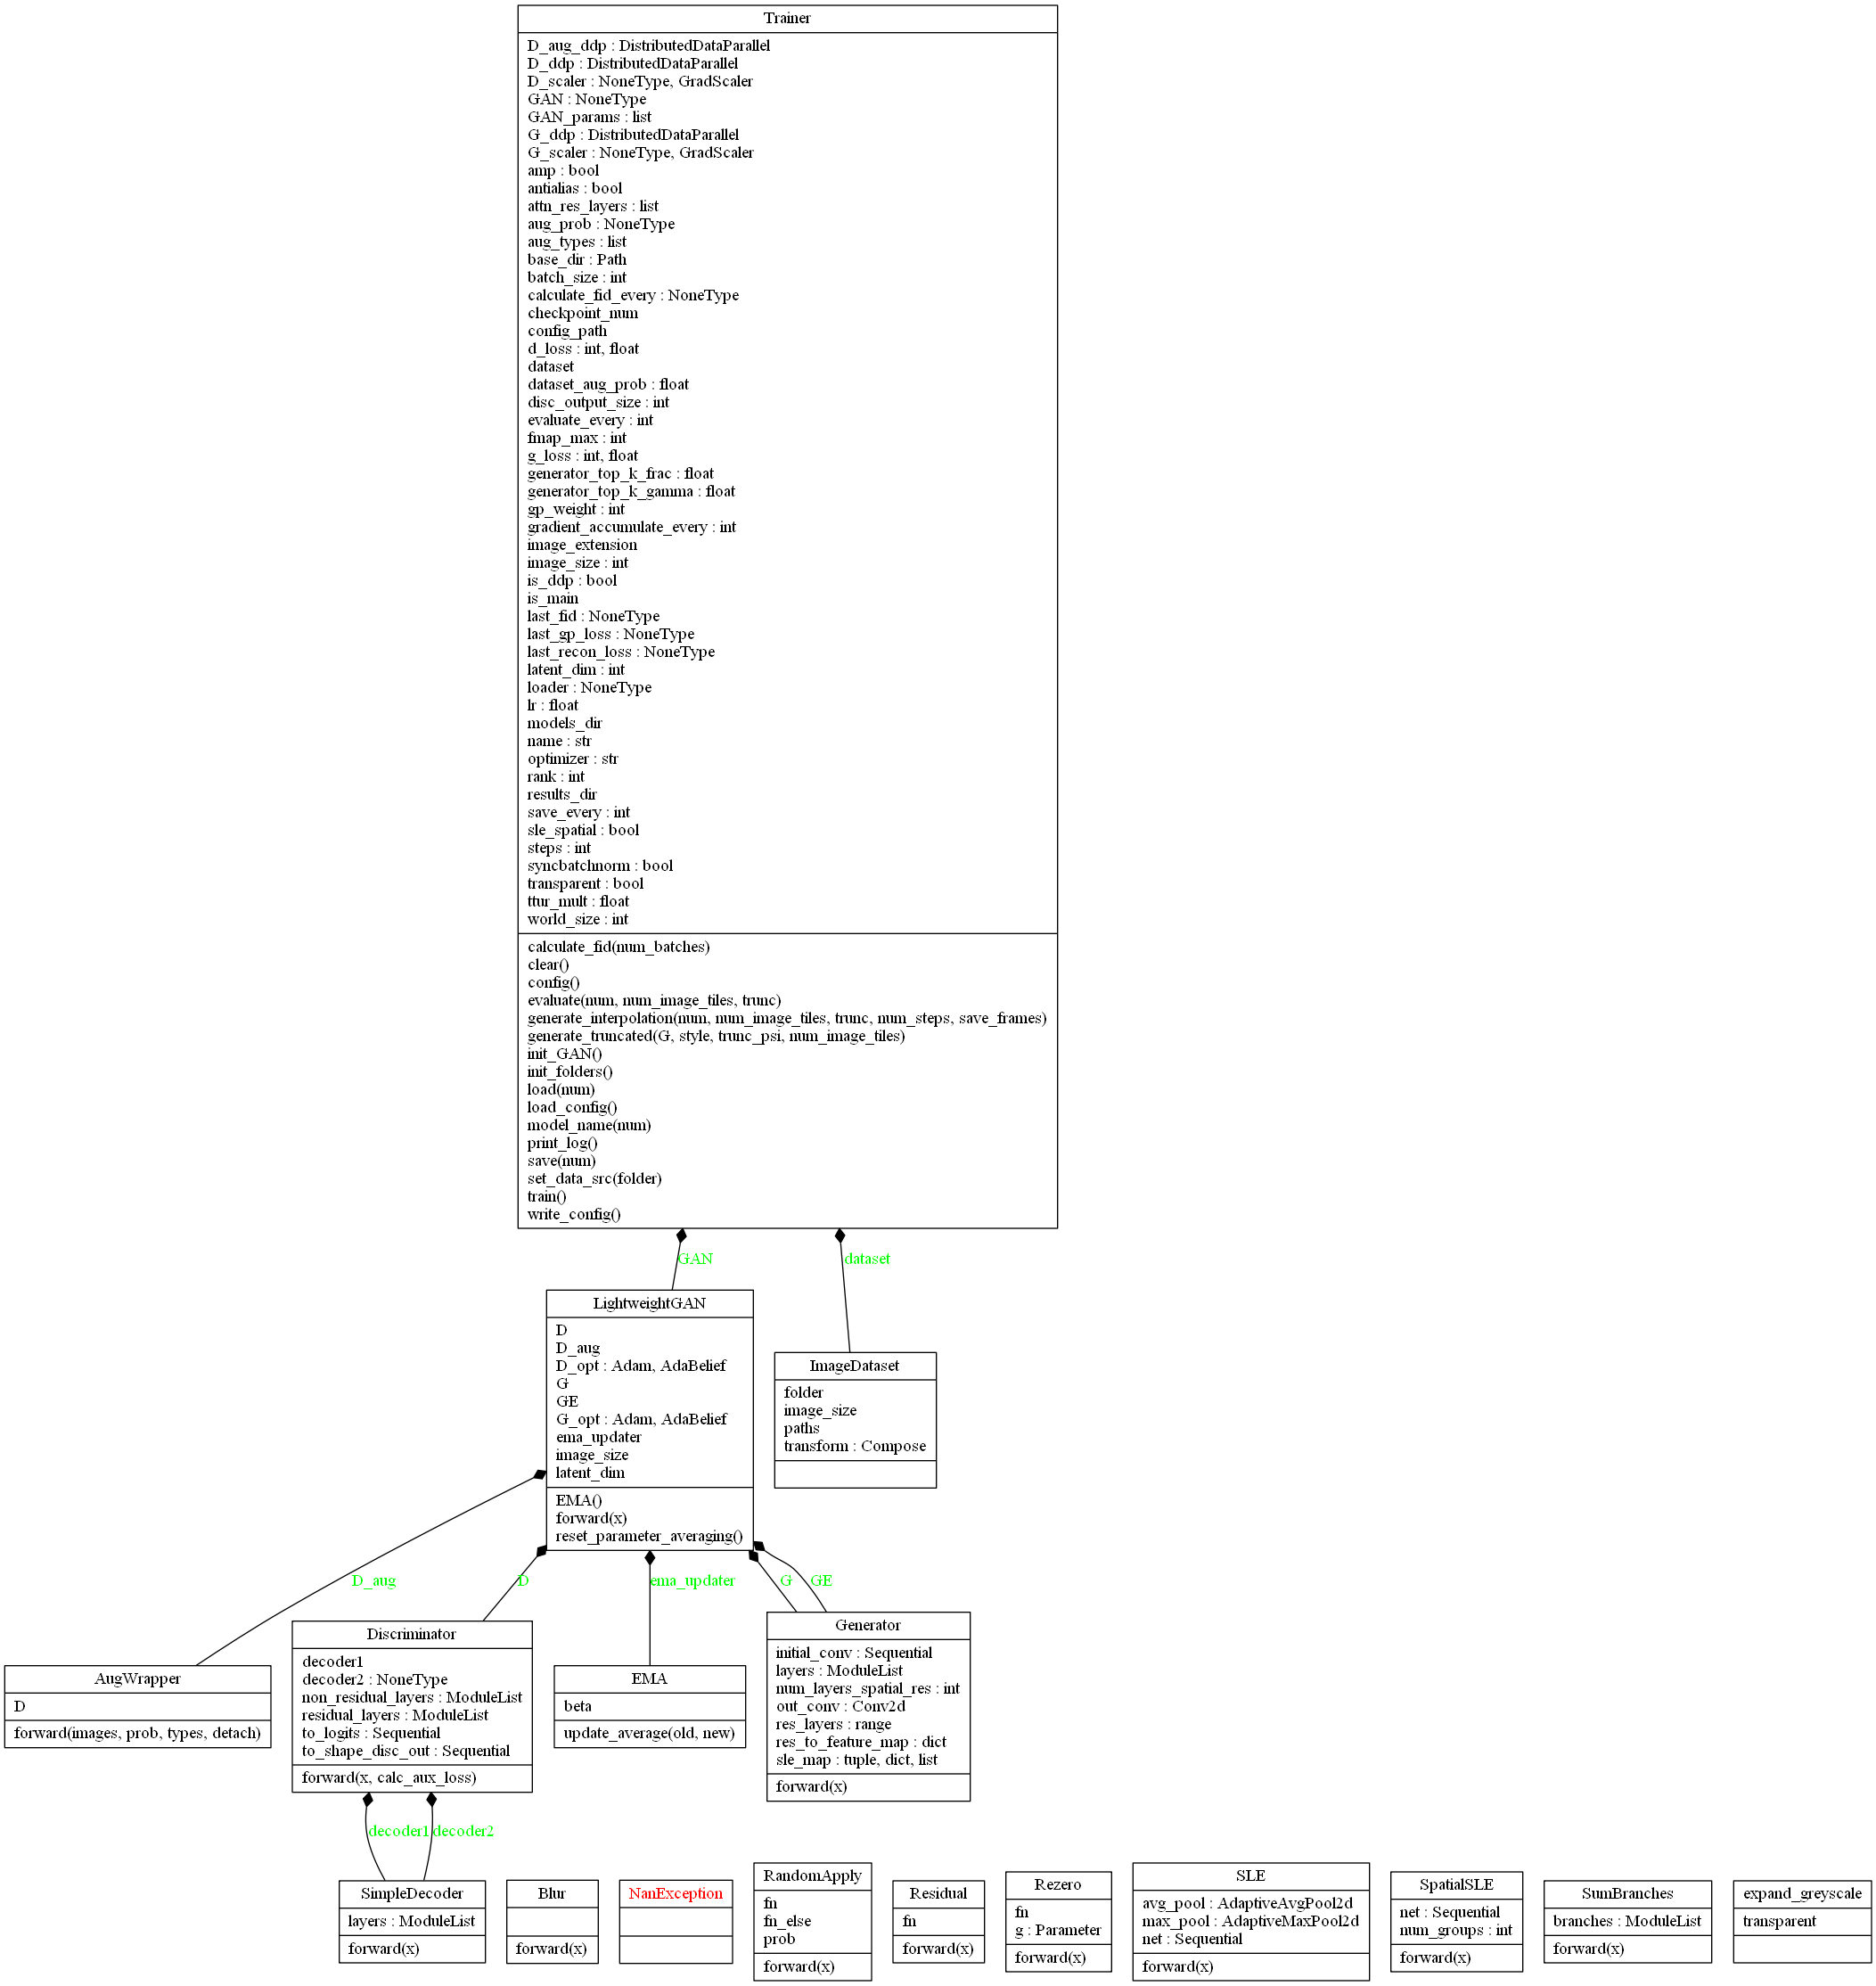 Trainer
D_aug_ddp : DistributedDataParallel
D_ddp : DistributedDataParallel
D_scaler : NoneType, GradScaler
GAN : NoneType
GAN_params : list
G_ddp : DistributedDataParallel
G_scaler : NoneType, GradScaler
amp : bool
antialias : bool
attn_res_layers : list
aug_prob : NoneType
aug_types : list
base_dir : Path
batch_size : int
calculate_fid_every : NoneType
checkpoint_num
config_path
d_loss : int, float
dataset
dataset_aug_prob : float
disc_output_size : int
evaluate_every : int
fmap_max : int
g_loss : int, float
generator_top_k_frac : float
generator_top_k_gamma : float
gp_weight : int
gradient_accumulate_every : int
image_extension
image_size : int
is_ddp : bool
is_main
last_fid : NoneType
last_gp_loss : NoneType
last_recon_loss : NoneType
latent_dim : int
loader : NoneType
lr : float
models_dir
name : str
optimizer : str
rank : int
results_dir
save_every : int
sle_spatial : bool
steps : int
syncbatchnorm : bool
transparent : bool
ttur_mult : float
world_size : int
calculate_fid(num_batches)
clear()
config()
evaluate(num, num_image_tiles, trunc)
generate_interpolation(num, num_image_tiles, trunc, num_steps, save_frames)
generate_truncated(G, style, trunc_psi, num_image_tiles)
init_GAN()
init_folders()
load(num)
load_config()
model_name(num)
print_log()
save(num)
set_data_src(folder)
train()
write_config()
GAN
dataset
LightweightGAN
D
D_aug
D_opt : Adam, AdaBelief
G
GE
G_opt : Adam, AdaBelief
ema_updater
image_size
latent_dim
EMA()
forward(x)
reset_parameter_averaging()
ImageDataset
folder
image_size
paths
transform : Compose
D_aug
D
ema_updater
G
GE
AugWrapper
D
forward(images, prob, types, detach)
Discriminator
decoder1
decoder2 : NoneType
non_residual_layers : ModuleList
residual_layers : ModuleList
to_logits : Sequential
to_shape_disc_out : Sequential
forward(x, calc_aux_loss)
EMA
beta
update_average(old, new)
Generator
initial_conv : Sequential
layers : ModuleList
num_layers_spatial_res : int
out_conv : Conv2d
res_layers : range
res_to_feature_map : dict
sle_map : tuple, dict, list
forward(x)
decoder1
decoder2
SimpleDecoder
layers : ModuleList
forward(x)
Blur
forward(x)
NanException
RandomApply
fn
fn_else
prob
forward(x)
Residual
fn
forward(x)
Rezero
fn
g : Parameter
forward(x)
SLE
avg_pool : AdaptiveAvgPool2d
max_pool : AdaptiveMaxPool2d
net : Sequential
forward(x)
SpatialSLE
net : Sequential
num_groups : int
forward(x)
SumBranches
branches : ModuleList
forward(x)
expand_greyscale
transparent